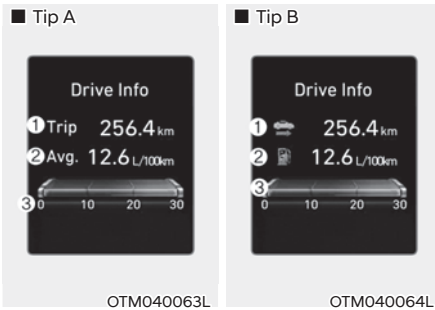 ■ Tip A
Drive Info
① Trip 256.4 km
② Avg. 12.6 L/100km
③
0 10 20 30
OTM040063L
■ Tip B
Drive Info
① 256.4 km
② 12.6 L/100km
③
0 10 20 30
OTM040064L